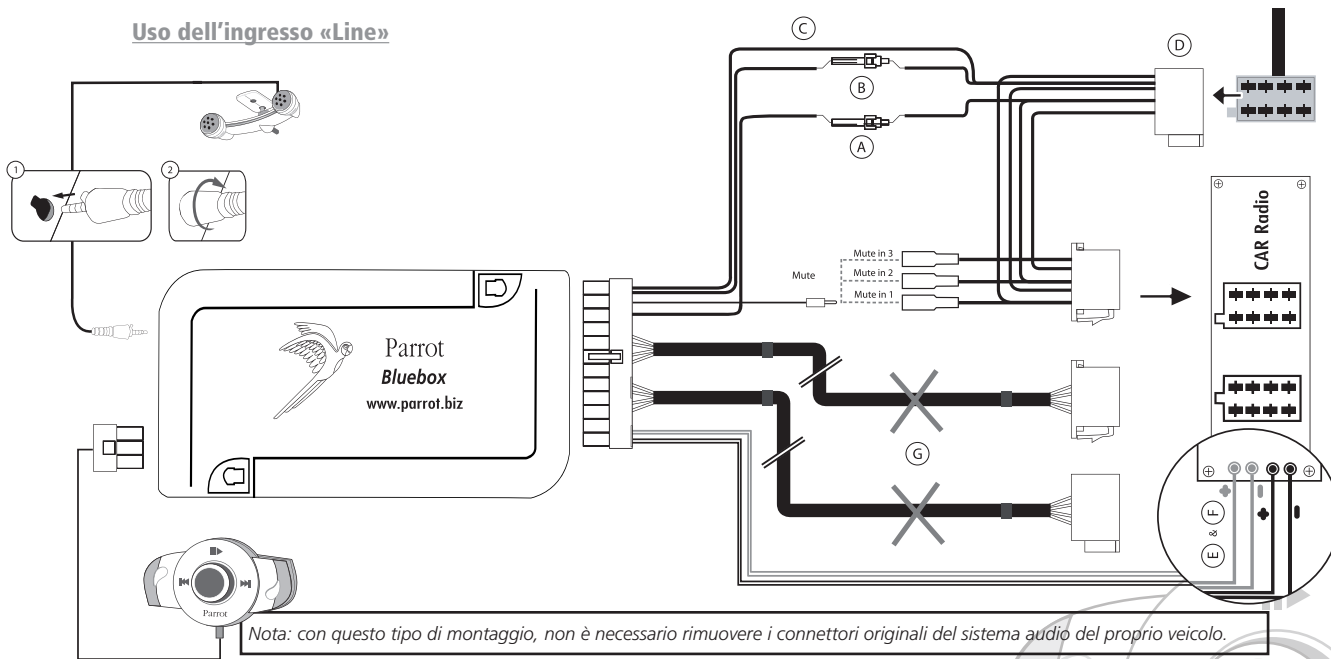 Uso dell'ingresso «Line»
C
D
B
A
1
2
CAR Radio
Mute in 3
Mute
Mute in 2
Mute in 1
Parrot
Bluebox
www.parrot.biz
G
E & F
Parrot
Nota: con questo tipo di montaggio, non è necessario rimuovere i connettori originali del sistema audio del proprio veicolo.